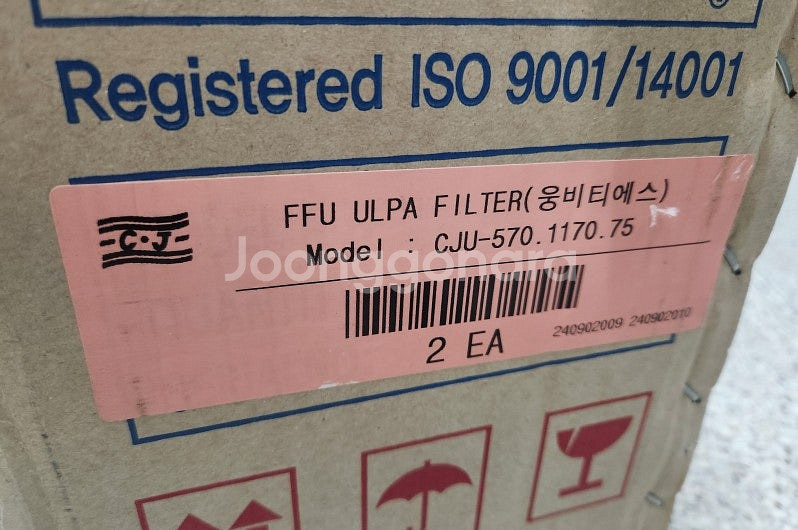 Registered ISO 9001/14001
FFU ULPA FILTER(웅비티에스)
C·J
Model : CJU-570.1170.75
Joonggonara
2 EA
240902009 240902010